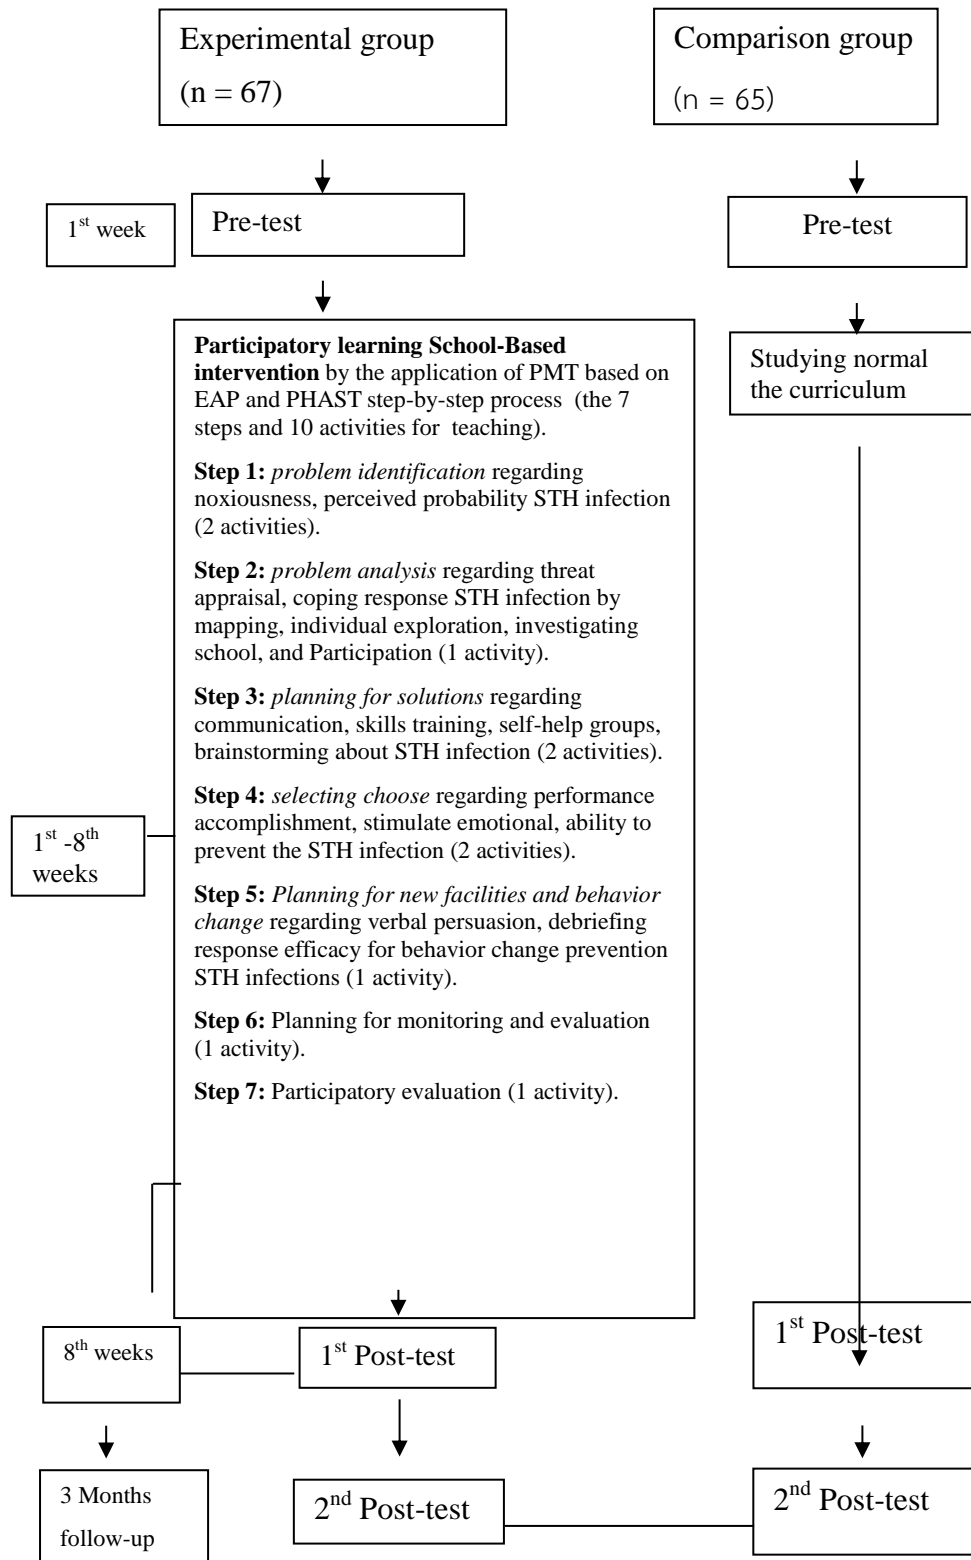 Experimental group
(n = 67)
Comparison group
(n = 65)
1st week
Pre-test
Pre-test
Participatory learning School-Based
intervention by the application of PMT based on
EAP and PHAST step-by-step process (the 7
steps and 10 activities for teaching).
Step 1: problem identification regarding
noxiousness, perceived probability STH infection
(2 activities).
Step 2: problem analysis regarding threat
appraisal, coping response STH infection by
mapping, individual exploration, investigating
school, and Participation (1 activity).
Step 3: planning for solutions regarding
communication, skills training, self-help groups,
brainstorming about STH infection (2 activities).
Step 4: selecting choose regarding performance
accomplishment, stimulate emotional, ability to
prevent the STH infection (2 activities).
Step 5: Planning for new facilities and behavior
change regarding verbal persuasion, debriefing
response efficacy for behavior change prevention
STH infections (1 activity).
Step 6: Planning for monitoring and evaluation
(1 activity).
Step 7: Participatory evaluation (1 activity).
Studying normal
the curriculum
1st -8th
weeks
8th weeks
1st Post-test
1st Post-test
3 Months
follow-up
2nd Post-test
2nd Post-test